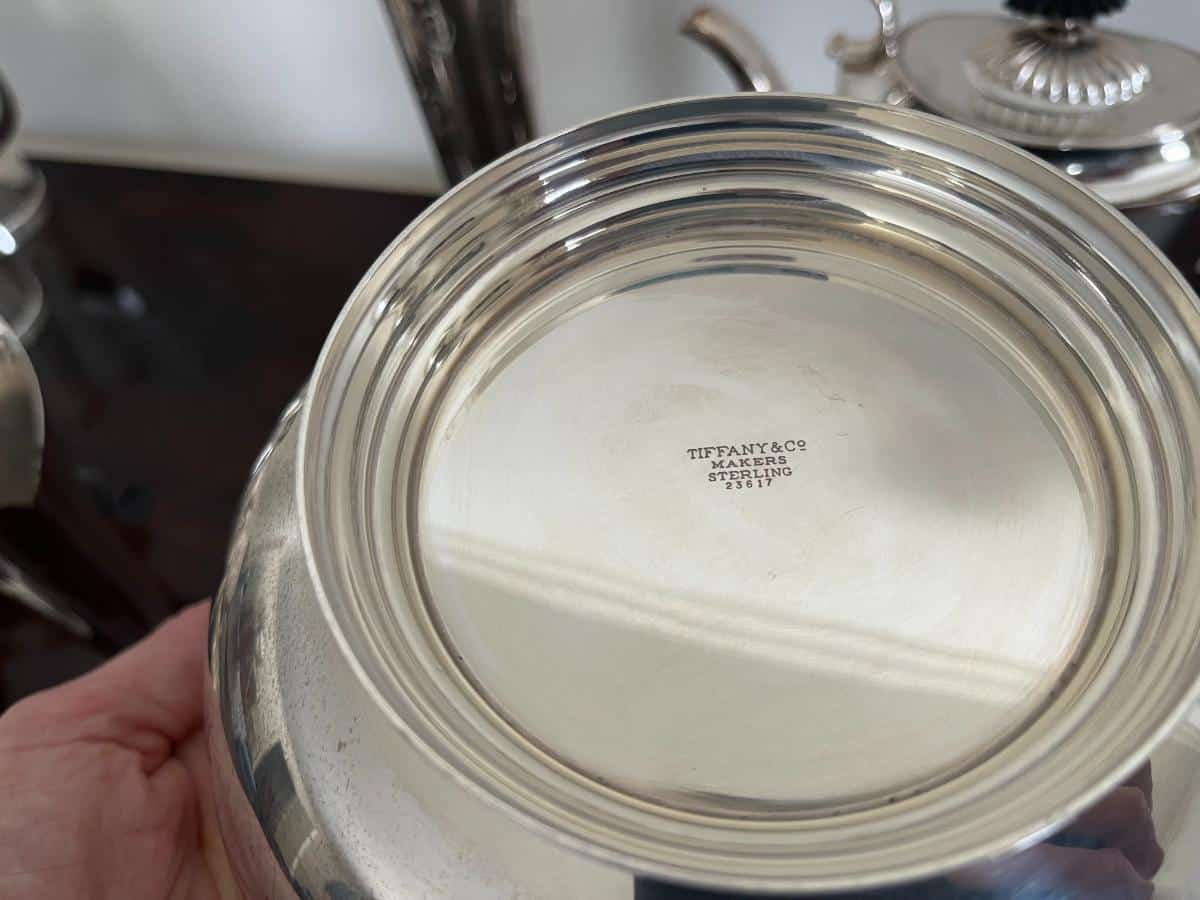 TIFFANY & Cº
MAKERS
STERLING
23617